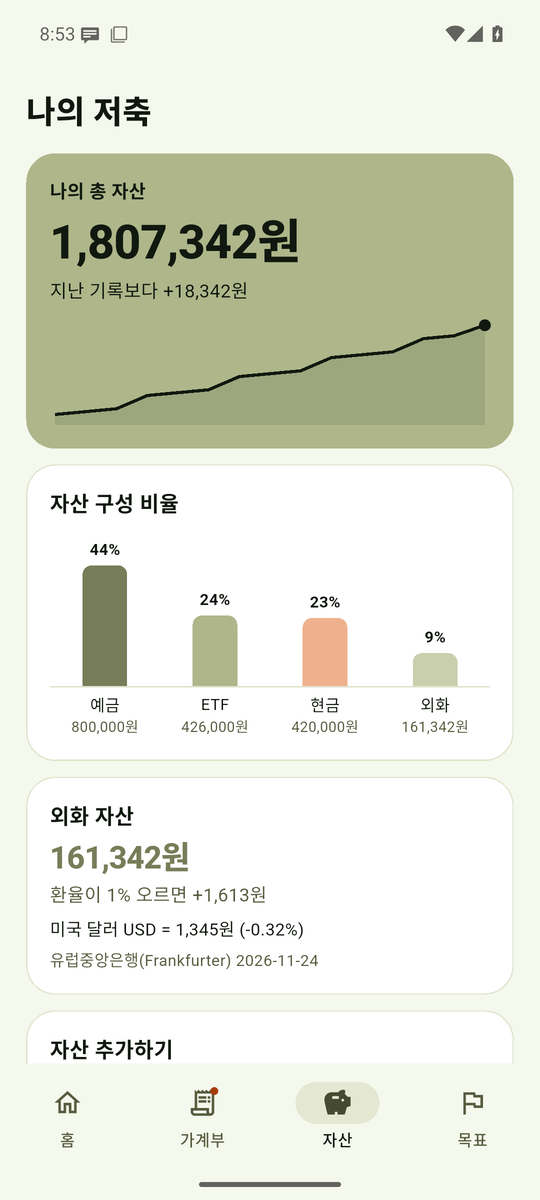 8:53
나의 저축
나의 총 자산
1,807,342원
지난 기록보다 +18,342원
자산 구성 비율
44%
24%
23%
9%
예금
ETF
현금
외화
800,000원
426,000원
420,000원
161,342원
외화 자산
161,342원
환율이 1% 오르면 +1,613원
미국 달러 USD = 1,345원 (-0.32%)
유럽중앙은행(Frankfurter) 2026-11-24
자산 추가하기
홈
가계부
자산
목표